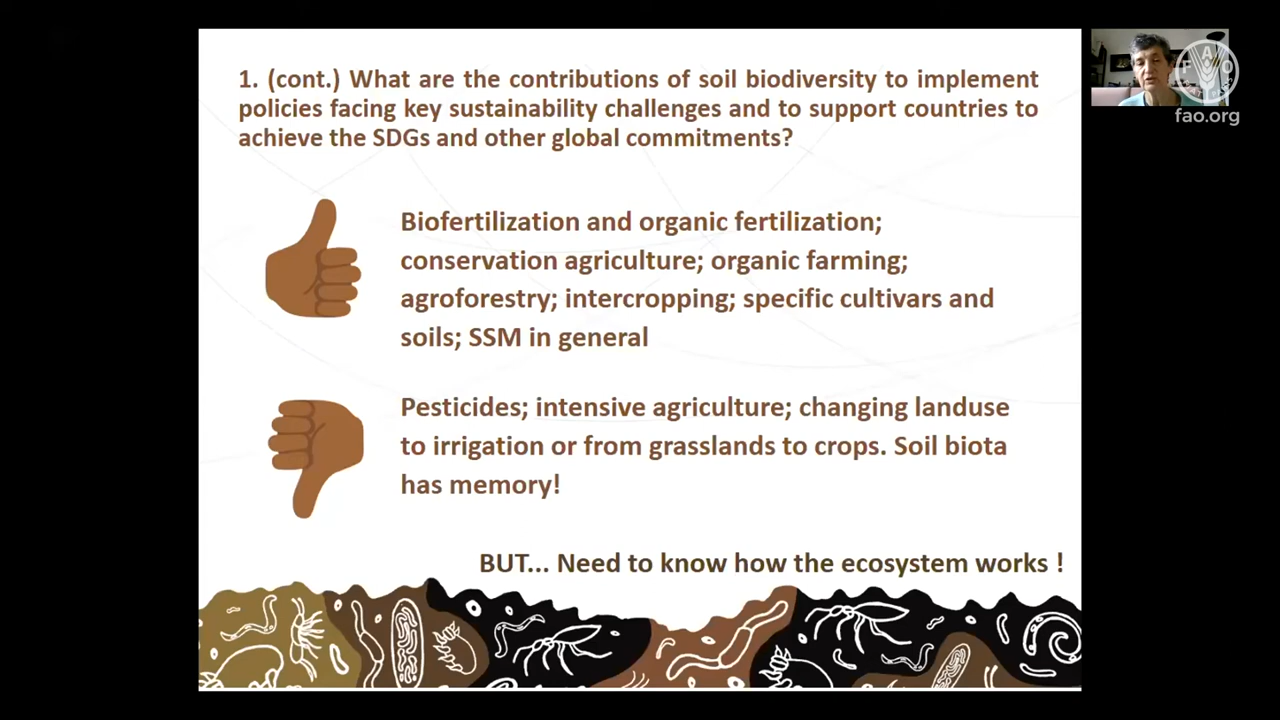 1. (cont.) What are the contributions of soil biodiversity to implement
policies facing key sustainability challenges and to support countries to
achieve the SDGs and other global commitments?
Biofertilization and organic fertilization;
conservation agriculture; organic farming;
agroforestry; intercropping; specific cultivars and
soils; SSM in general
Pesticides; intensive agriculture; changing landuse
to irrigation or from grasslands to crops. Soil biota
has memory!
BUT... Need to know how the ecosystem works !
F A O
fao.org